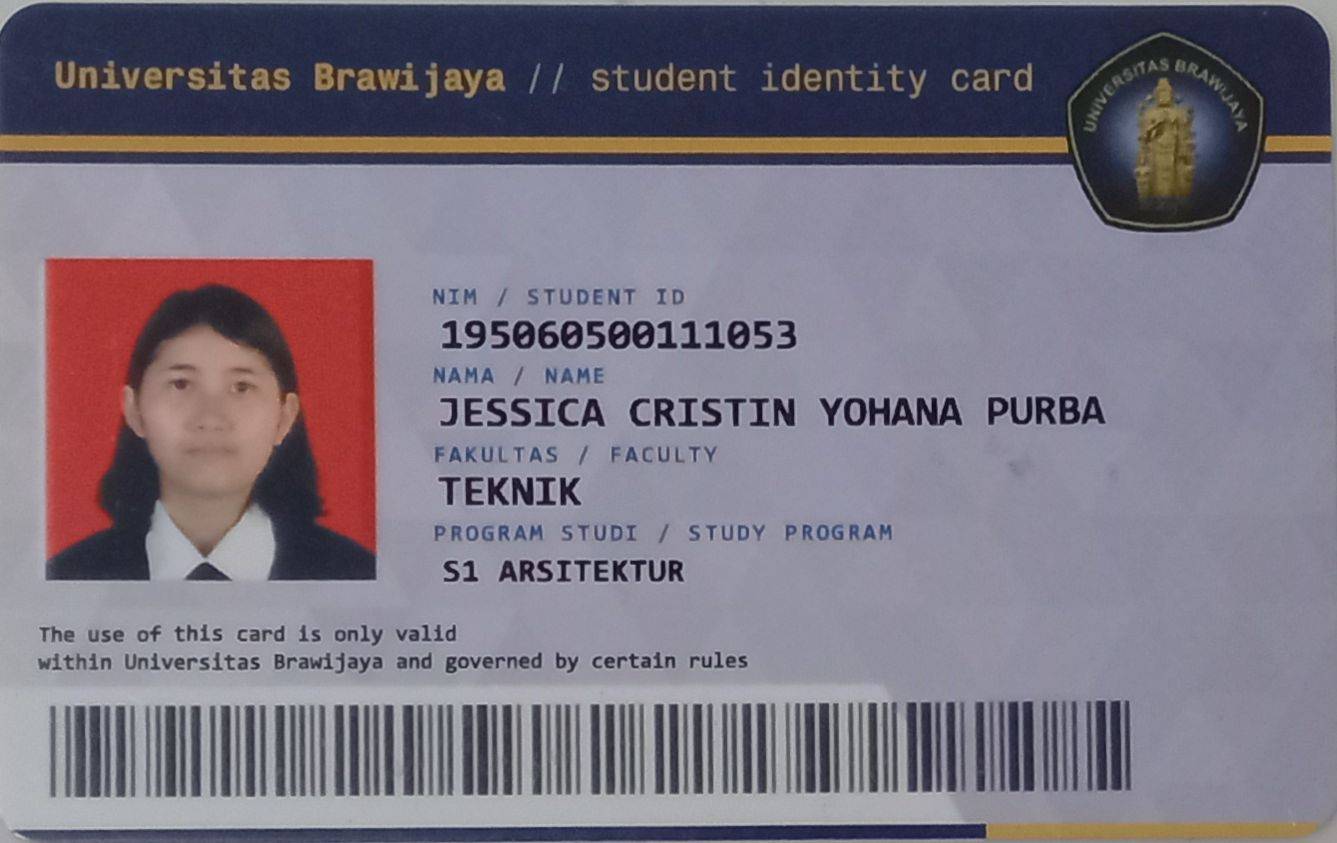 Universitas Brawijaya // student identity card
UNIVERSITAS BRAWIJAYA
NIM / STUDENT ID
195060500111053
NAMA / NAME
JESSICA CRISTIN YOHANA PURBA
FAKULTAS / FACULTY
TEKNIK
PROGRAM STUDI / STUDY PROGRAM
S1 ARSITEKTUR
The use of this card is only valid
within Universitas Brawijaya and governed by certain rules